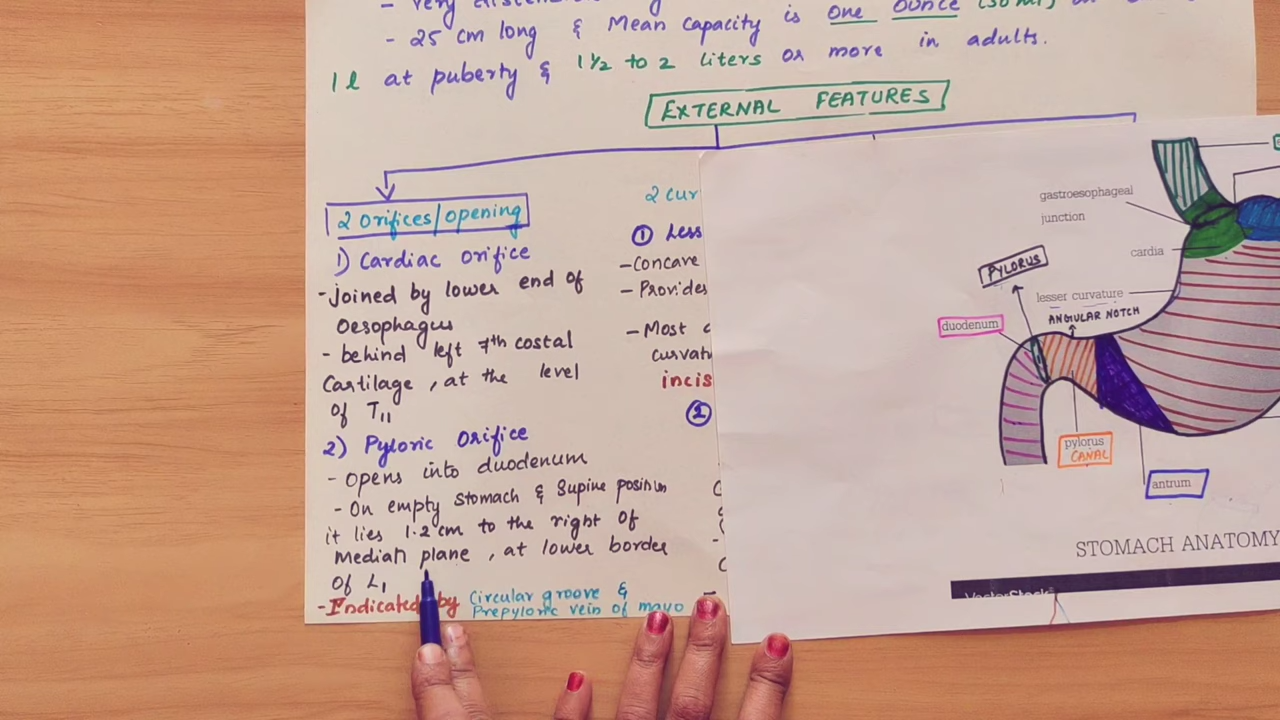 - very
- 25 cm long & Mean capacity is one ounce (30ml)
1 l at puberty & 1½ to 2 liters or more in adults.
EXTERNAL FEATURES
2 orifices/opening
1) Cardiac orifice
-joined by lower end of
Oesophagus
- behind left 7th costal
Cartilage, at the level
of T11
2) Pyloric orifice
- opens into duodenum
- On empty stomach & Supine position
it lies 1.2 cm to the right of
Median plane, at lower border
of L1
-Indicated by Circular groove &
Prepyloric vein of mayo
2 cur
① Less
-Concave
- Provides
-Most
curvat
incis
②
gastroesophageal
junction
cardia
PYLORUS
lesser curvature
ANGULAR NOTCH
duodenum
pylorus
CANAL
antrum
STOMACH ANATOMY
VectorStock